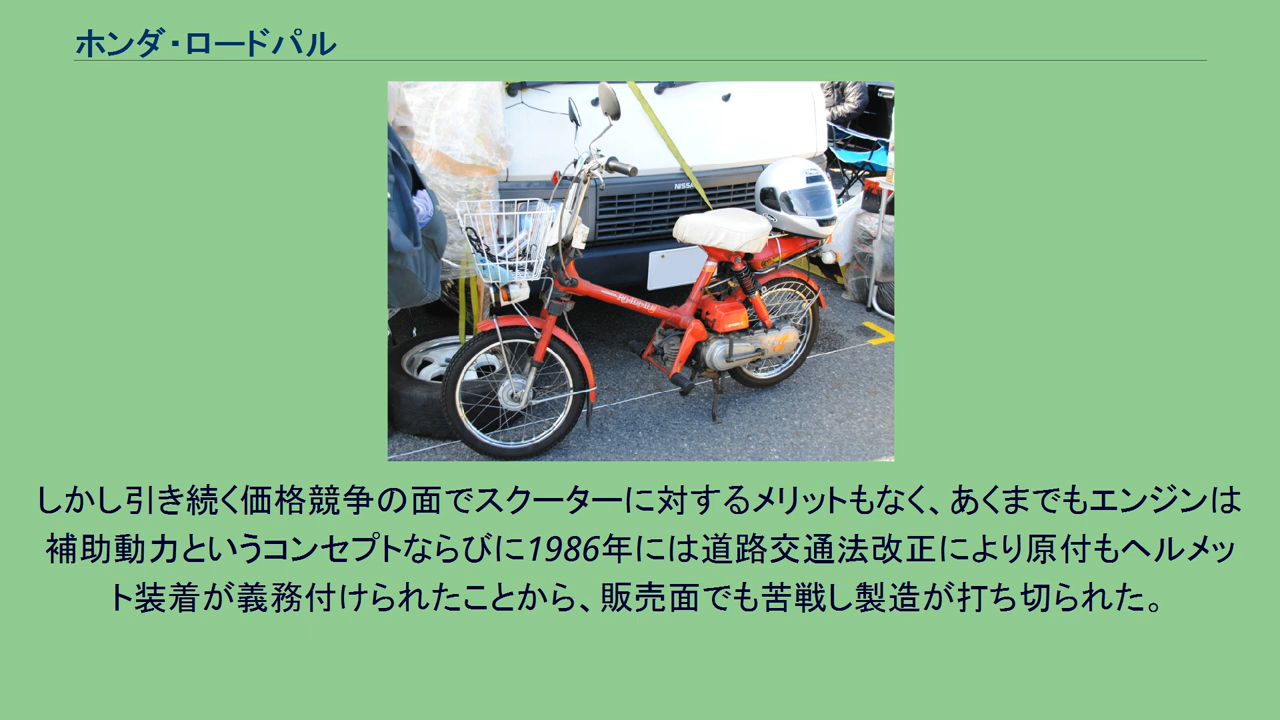 ホンダ・ロードパル
NISSAN
Roadpal
しかし引き続く価格競争の面でスクーターに対するメリットもなく、あくまでもエンジンは
補助動力というコンセプトならびに1986年には道路交通法改正により原付もヘルメッ
ト装着が義務付けられたことから、販売面でも苦戦し製造が打ち切られた。